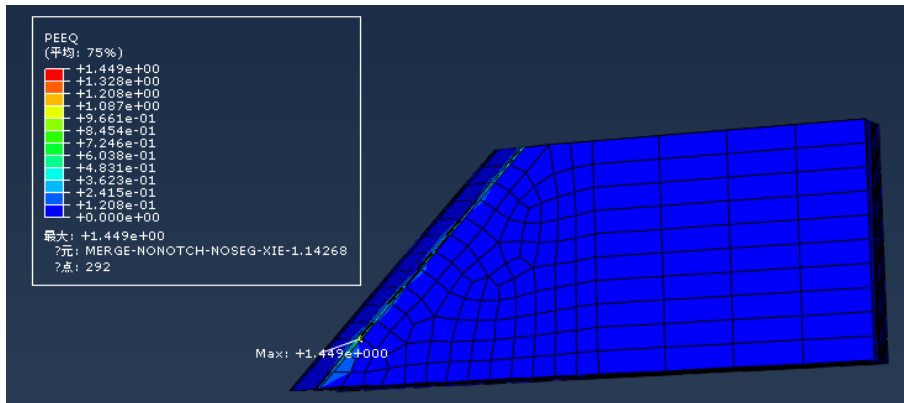 PEEQ
(平均: 75%)
+1.449e+00
+1.328e+00
+1.208e+00
+1.087e+00
+9.661e-01
+8.454e-01
+7.246e-01
+6.038e-01
+4.831e-01
+3.623e-01
+2.415e-01
+1.208e-01
+0.000e+00
最大: +1.449e+00
?元: MERGE-NONOTCH-NOSEG-XIE-1.14268
?点: 292
Max: +1.449e+000